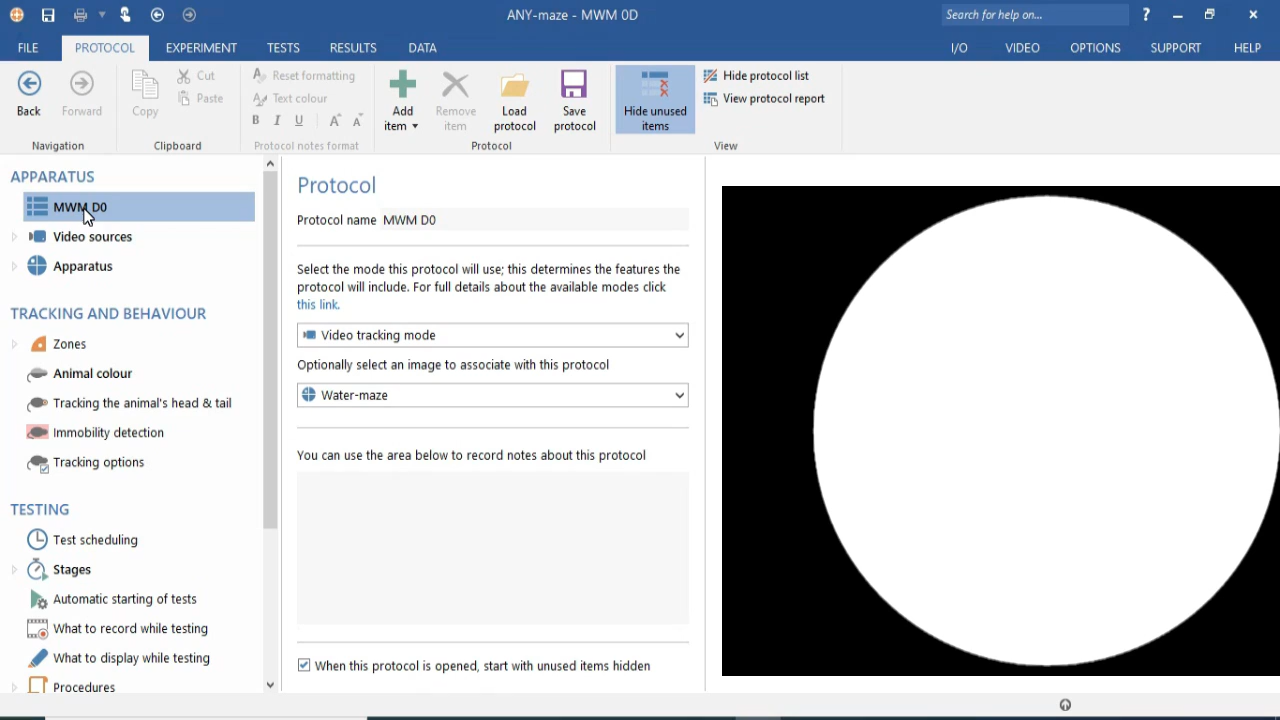 ANY-maze - MWM 0D
Search for help on...
?
FILE
PROTOCOL
EXPERIMENT
TESTS
RESULTS
DATA
I/O
VIDEO
OPTIONS
SUPPORT
HELP
Back
Forward
Navigation
Copy
Cut
Paste
Clipboard
Reset formatting
Text colour
B I U A A
Protocol notes format
Add
item
Remove
item
Load
protocol
Save
protocol
Protocol
Hide unused
items
Hide protocol list
View protocol report
View
APPARATUS
MWM D0
Video sources
Apparatus
TRACKING AND BEHAVIOUR
Zones
Animal colour
Tracking the animal's head & tail
Immobility detection
Tracking options
TESTING
Test scheduling
Stages
Automatic starting of tests
What to record while testing
What to display while testing
Procedures
Protocol
Protocol name MWM D0
Select the mode this protocol will use; this determines the features the
protocol will include. For full details about the available modes click
this link.
Video tracking mode
Optionally select an image to associate with this protocol
Water-maze
You can use the area below to record notes about this protocol
When this protocol is opened, start with unused items hidden